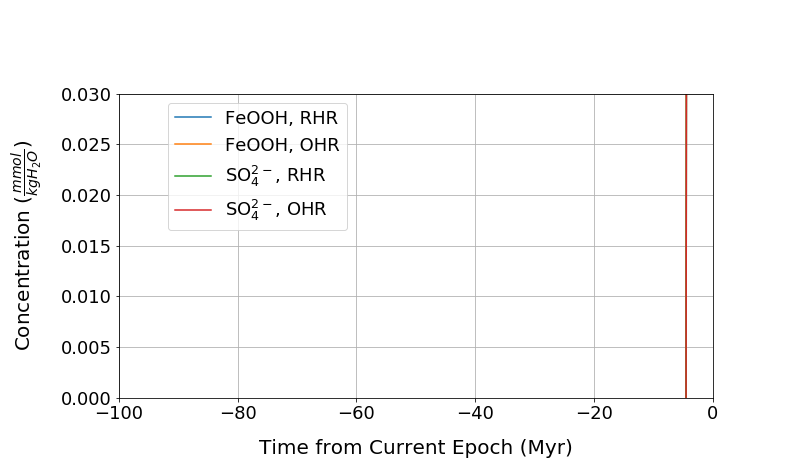 0.030
0.025
0.020
0.015
0.010
0.005
0.000
Concentration ($\frac{mmol}{kgH_2O}$)
FeOOH, RHR
FeOOH, OHR
SO$_4^{2-}$, RHR
SO$_4^{2-}$, OHR
−100 −80 −60 −40 −20 0
Time from Current Epoch (Myr)